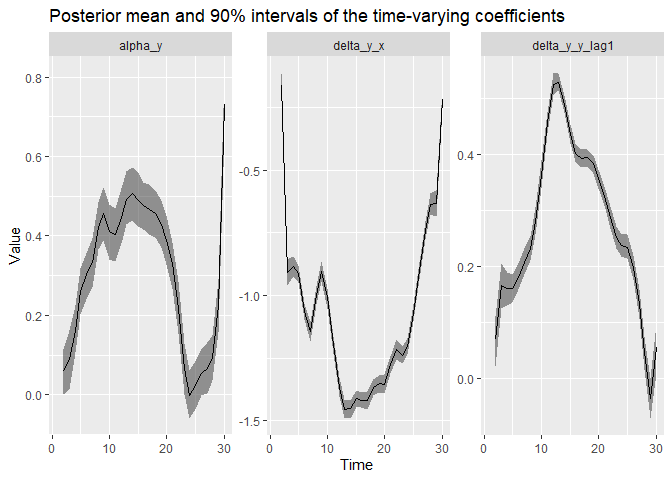 Posterior mean and 90% intervals of the time-varying coefficients
alpha_y
delta_y_x
delta_y_y_lag1
Value
0.8
0.6
0.4
0.2
0.0
-0.5
-1.0
-1.5
0.4
0.2
0.0
0 10 20 30
0 10 20 30
0 10 20 30
Time